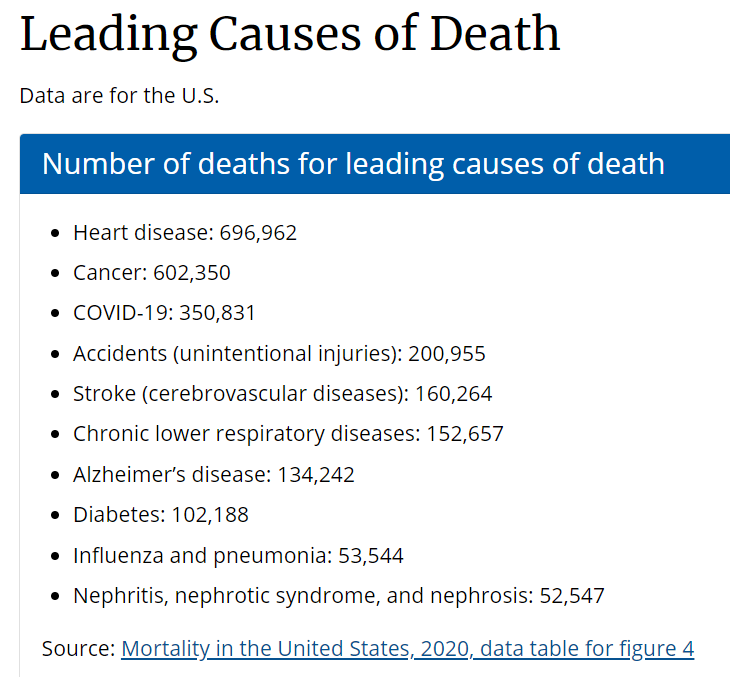 Leading Causes of Death
Data are for the U.S.
Number of deaths for leading causes of death
• Heart disease: 696,962
• Cancer: 602,350
• COVID-19: 350,831
• Accidents (unintentional injuries): 200,955
• Stroke (cerebrovascular diseases): 160,264
• Chronic lower respiratory diseases: 152,657
• Alzheimer’s disease: 134,242
• Diabetes: 102,188
• Influenza and pneumonia: 53,544
• Nephritis, nephrotic syndrome, and nephrosis: 52,547
Source: Mortality in the United States, 2020, data table for figure 4